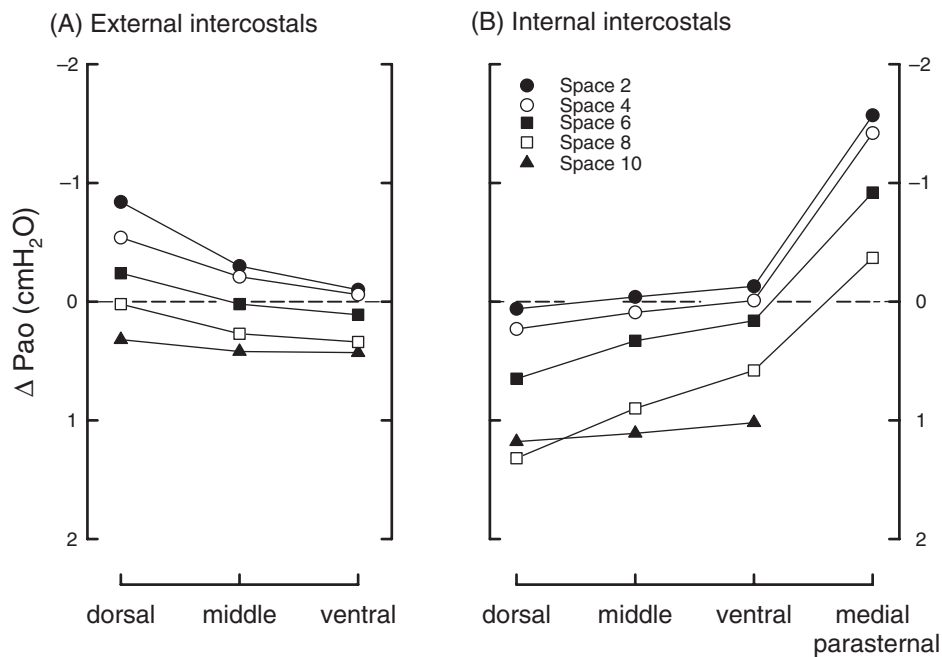 (A) External intercostals
(B) Internal intercostals
Δ Pao (cmH₂O)
–2
–1
0
1
2
dorsal
middle
ventral
Space 2
Space 4
Space 6
Space 8
Space 10
–2
–1
0
1
2
dorsal
middle
ventral
medial
parasternal